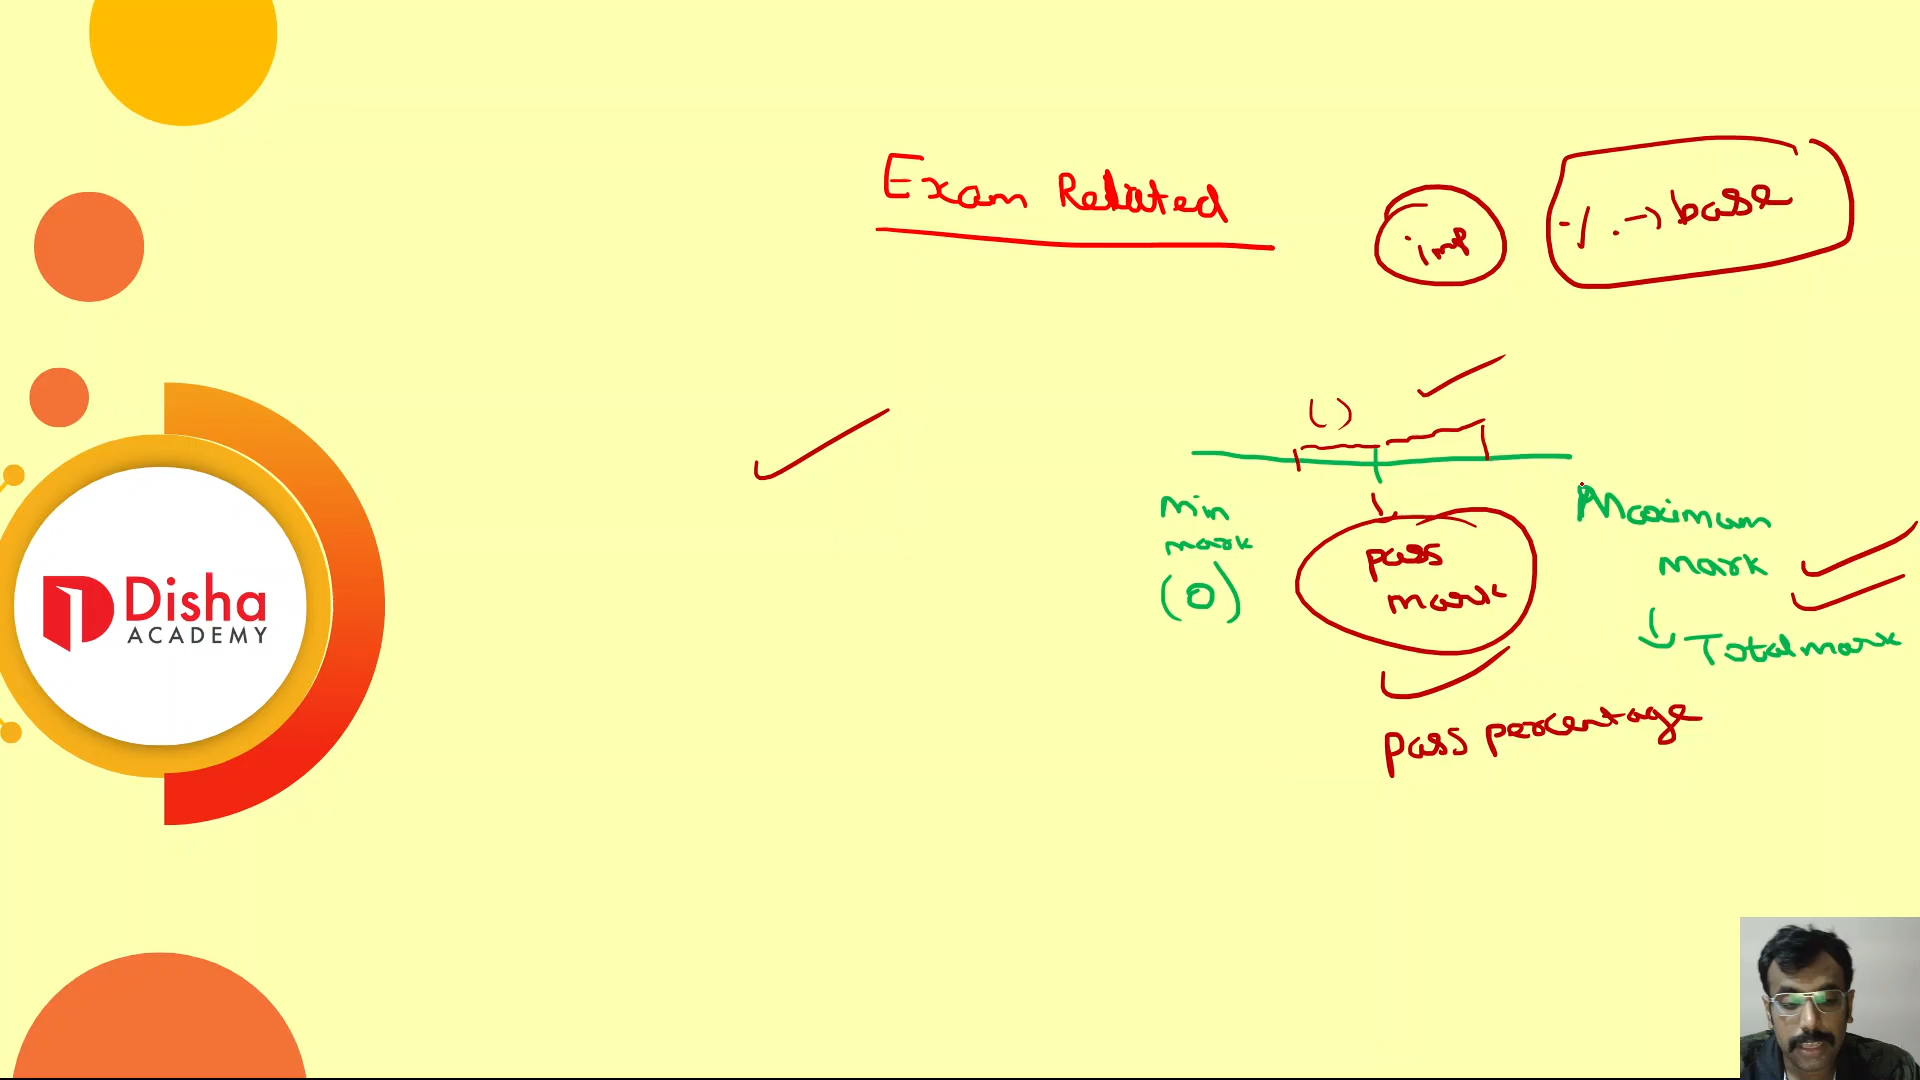 Exam Related
imp
-/. → base
( )
Min
mark
(0)
pass
mark
Maximum
mark
↓ Total mark
pass percentage
Disha
ACADEMY